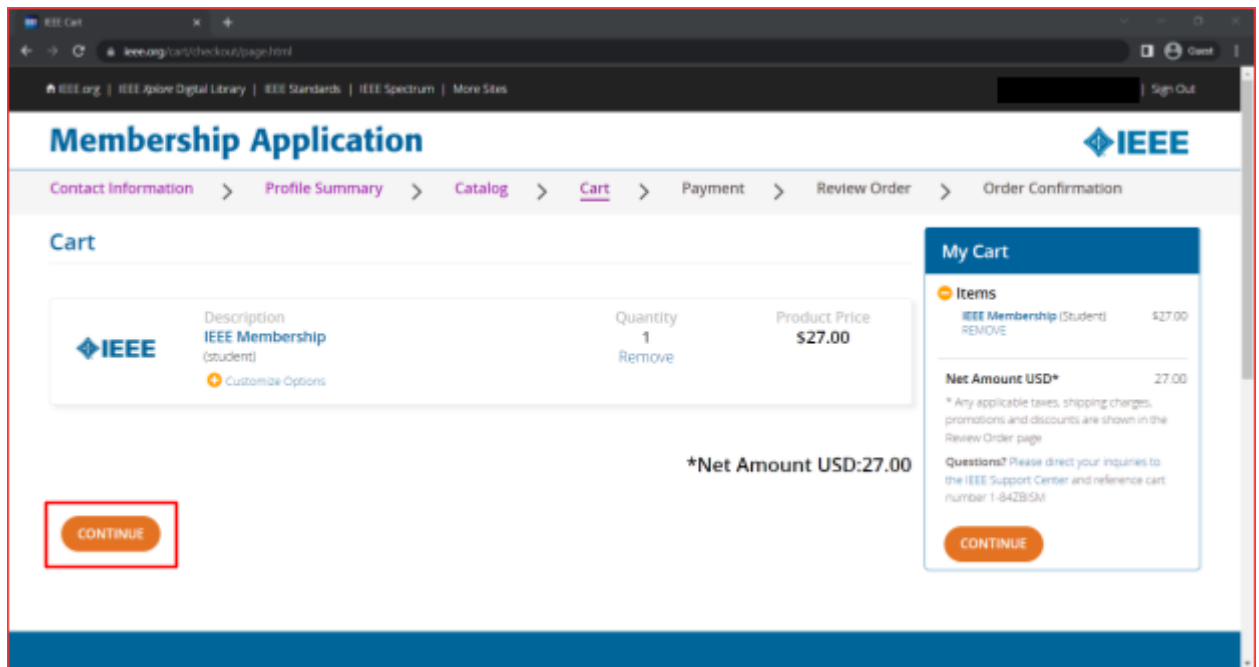 IEEE Cart
ieee.org/cart/checkout/page.html
Guest
IEEE.org | IEEE Xplore Digital Library | IEEE Standards | IEEE Spectrum | More Sites
| Sign Out
Membership Application
IEEE
Contact Information > Profile Summary > Catalog > Cart > Payment > Review Order > Order Confirmation
Cart
Description
IEEE Membership
(student)
Customize Options
IEEE
Quantity
1
Remove
Product Price
$27.00
*Net Amount USD:27.00
CONTINUE
My Cart
Items
IEEE Membership (Student) $27.00
REMOVE
Net Amount USD* 27.00
* Any applicable taxes, shipping charges,
promotions and discounts are shown in the
Review Order page
Questions? Please direct your inquiries to
the IEEE Support Center and reference cart
number 1-84ZBISM
CONTINUE